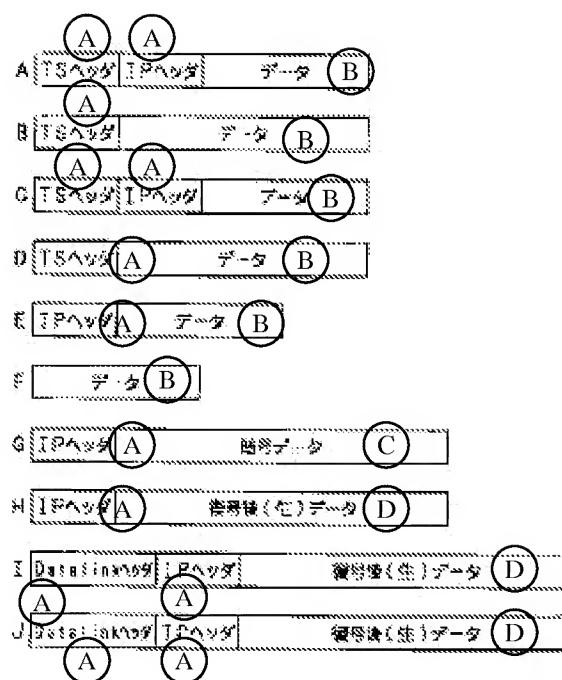 A A
A TSヘッダ IPヘッダ データ B
A
B TSヘッダ データ B
A A
C TSヘッダ IPヘッダ データ B
D TSヘッダ A データ B
E IPヘッダ A データ B
F データ B
G IPヘッダ A 暗号データ C
H IPヘッダ A 復号後(生)データ D
I Datalinkヘッダ IPヘッダ 復号後(生)データ D
A A
J Datalinkヘッダ IPヘッダ 復号後(生)データ D
A A